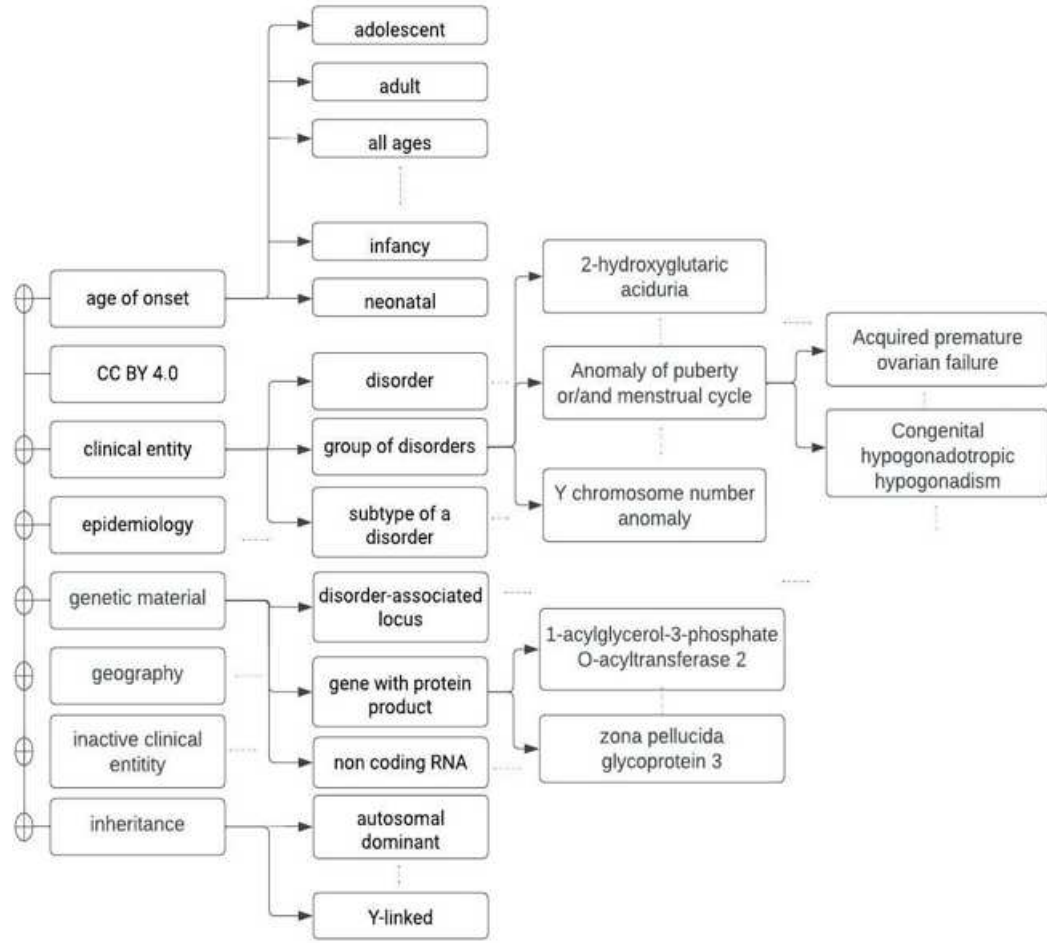 adolescent
adult
all ages
infancy
neonatal
age of onset
CC BY 4.0
clinical entity
epidemiology
genetic material
geography
inactive clinical
entitity
inheritance
disorder
group of disorders
subtype of a
disorder
disorder-associated
locus
gene with protein
product
non coding RNA
autosomal
dominant
Y-linked
2-hydroxyglutaric
aciduria
Anomaly of puberty
or/and menstrual cycle
Y chromosome number
anomaly
1-acylglycerol-3-phosphate
O-acyltransferase 2
zona pellucida
glycoprotein 3
Acquired premature
ovarian failure
Congenital
hypogonadotropic
hypogonadism